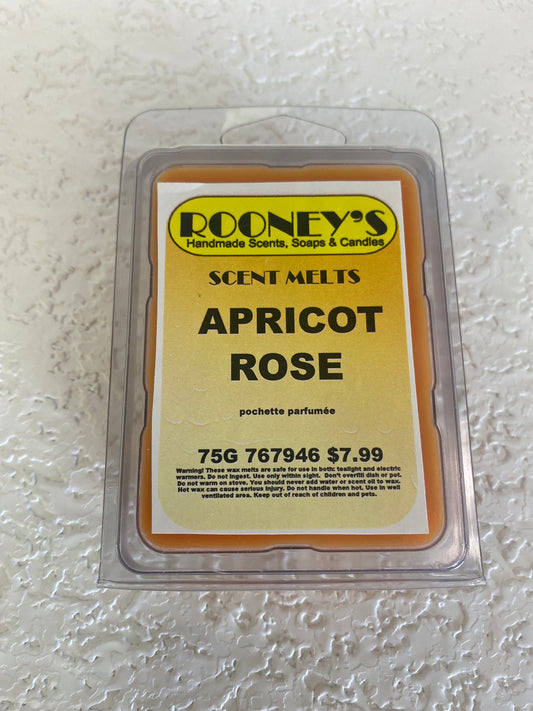 ROONEY'S
Handmade Scents, Soaps & Candles
SCENT MELTS
APRICOT
ROSE
pochette parfumée
75G 767946 $7.99
Warning! These wax melts are safe for use in both: tealight and electric
warmers. Do not ingest. Use only within sight. Don't overfill dish or pot.
Do not warm on stove. You should never add water or scent oil to wax.
Hot wax can cause serious injury. Do not handle when hot. Use in well
ventilated area. Keep out of reach of children and pets.